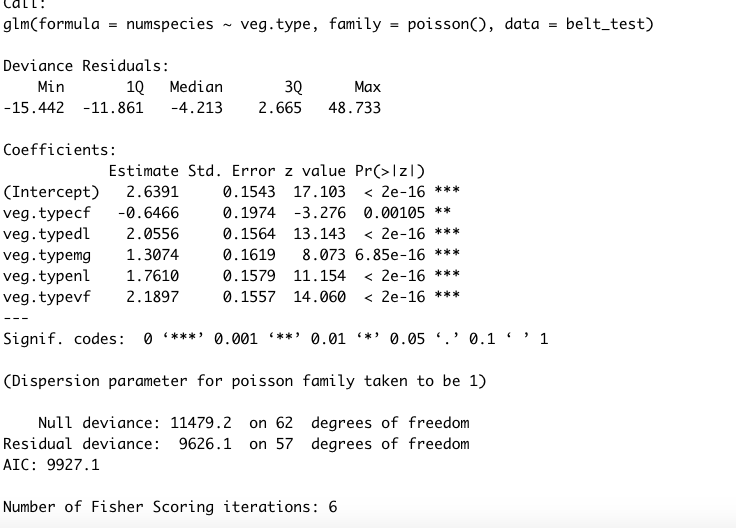 Call:
glm(formula = numspecies ~ veg.type, family = poisson(), data = belt_test)
Deviance Residuals:
    Min       1Q   Median       3Q      Max
-15.442  -11.861   -4.213    2.665   48.733
Coefficients:
            Estimate Std. Error z value Pr(>|z|)
(Intercept)   2.6391     0.1543  17.103  < 2e-16 ***
veg.typecf   -0.6466     0.1974  -3.276  0.00105 **
veg.typedl    2.0556     0.1564  13.143  < 2e-16 ***
veg.typemg    1.3074     0.1619   8.073 6.85e-16 ***
veg.typenl    1.7610     0.1579  11.154  < 2e-16 ***
veg.typevf    2.1897     0.1557  14.060  < 2e-16 ***
---
Signif. codes:  0 ‘***’ 0.001 ‘**’ 0.01 ‘*’ 0.05 ‘.’ 0.1 ‘ ’ 1
(Dispersion parameter for poisson family taken to be 1)
    Null deviance: 11479.2  on 62  degrees of freedom
Residual deviance:  9626.1  on 57  degrees of freedom
AIC: 9927.1
Number of Fisher Scoring iterations: 6